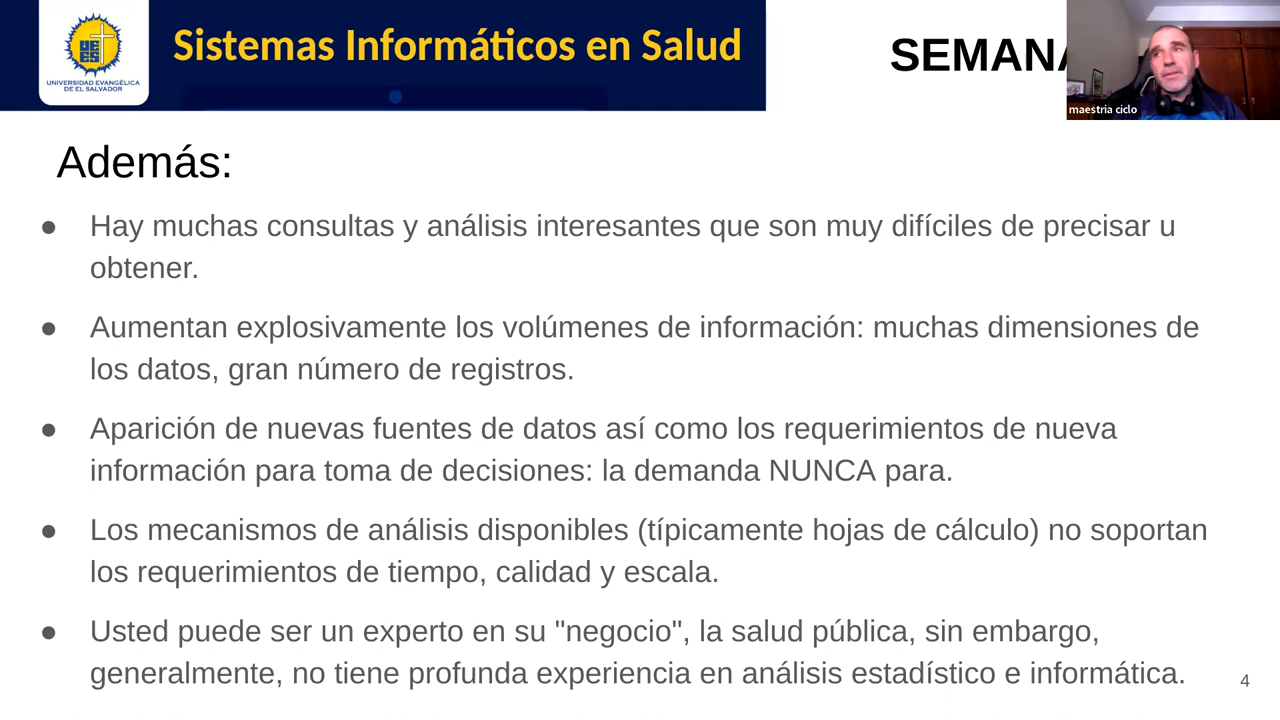 UNIVERSIDAD EVANGÉLICA
DE EL SALVADOR
Sistemas Informáticos en Salud
SEMANA
maestria ciclo
Además:
● Hay muchas consultas y análisis interesantes que son muy difíciles de precisar u
obtener.
● Aumentan explosivamente los volúmenes de información: muchas dimensiones de
los datos, gran número de registros.
● Aparición de nuevas fuentes de datos así como los requerimientos de nueva
información para toma de decisiones: la demanda NUNCA para.
● Los mecanismos de análisis disponibles (típicamente hojas de cálculo) no soportan
los requerimientos de tiempo, calidad y escala.
● Usted puede ser un experto en su "negocio", la salud pública, sin embargo,
generalmente, no tiene profunda experiencia en análisis estadístico e informática.
4